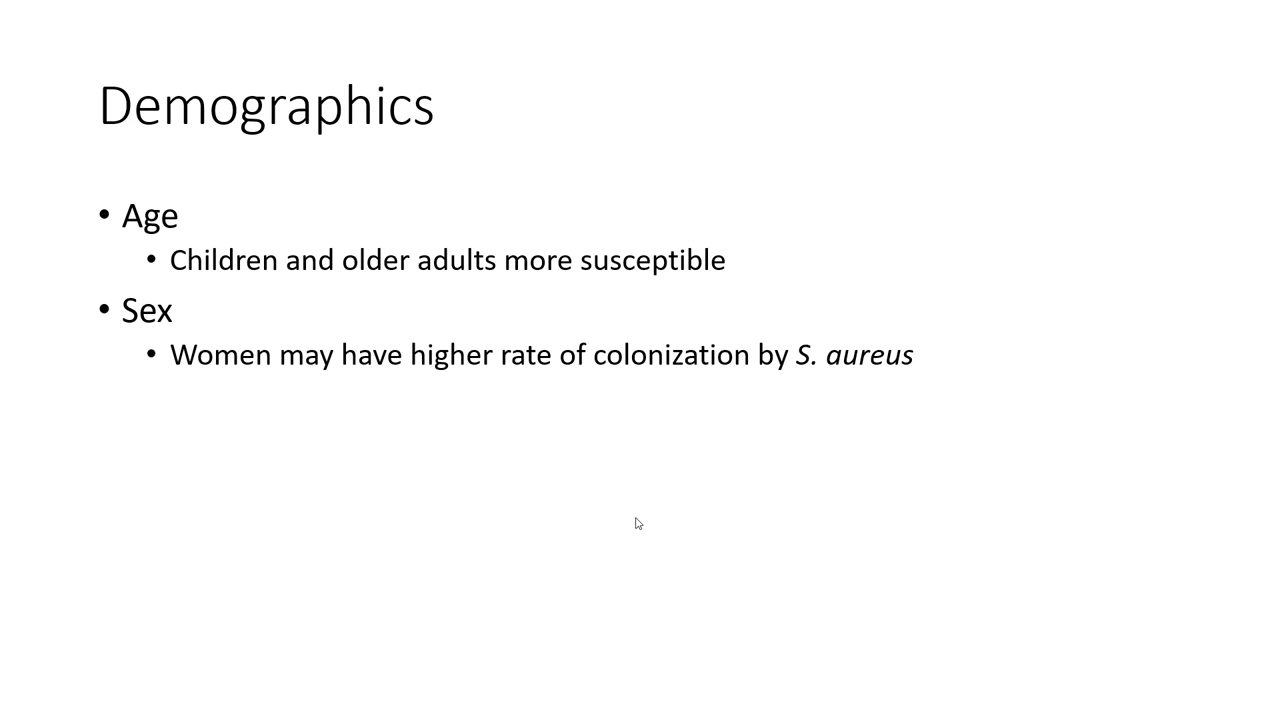 Demographics
• Age
• Children and older adults more susceptible
• Sex
• Women may have higher rate of colonization by S. aureus